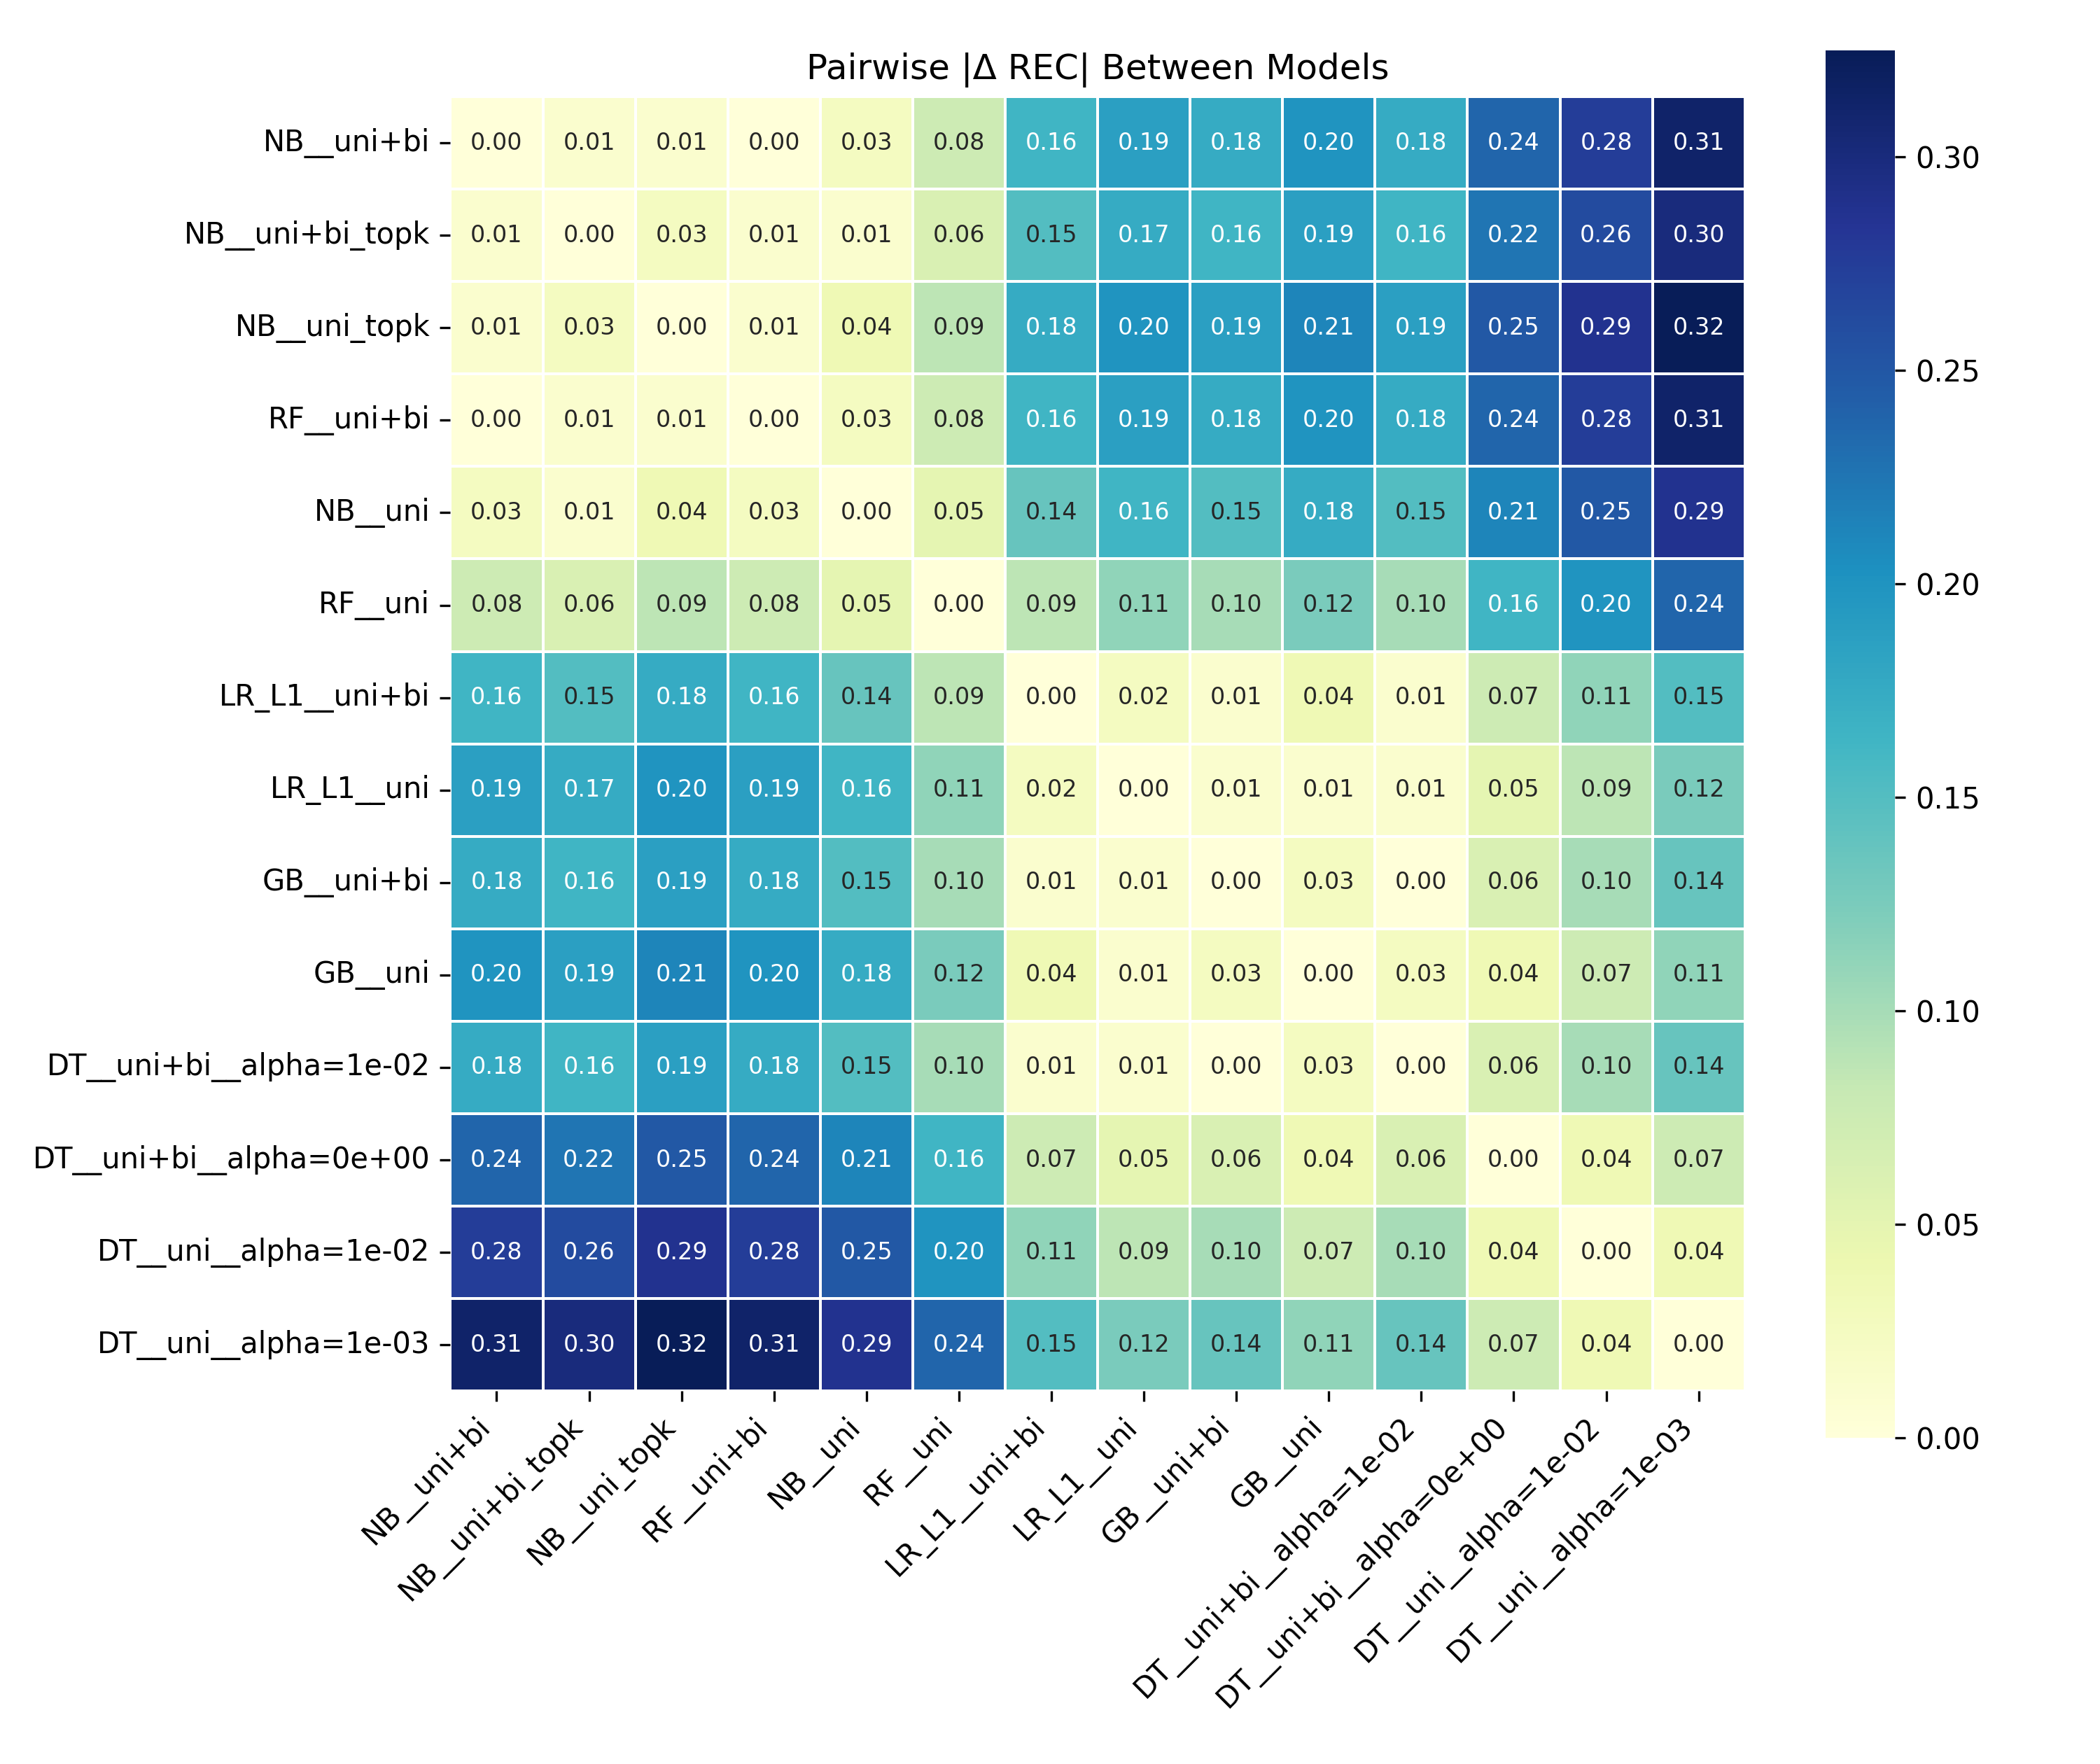 Pairwise |Δ REC| Between Models
NB__uni+bi 0.00 0.01 0.01 0.00 0.03 0.08 0.16 0.19 0.18 0.20 0.18 0.24 0.28 0.31
NB__uni+bi_topk 0.01 0.00 0.03 0.01 0.01 0.06 0.15 0.17 0.16 0.19 0.16 0.22 0.26 0.30
NB__uni_topk 0.01 0.03 0.00 0.01 0.04 0.09 0.18 0.20 0.19 0.21 0.19 0.25 0.29 0.32
RF__uni+bi 0.00 0.01 0.01 0.00 0.03 0.08 0.16 0.19 0.18 0.20 0.18 0.24 0.28 0.31
NB__uni 0.03 0.01 0.04 0.03 0.00 0.05 0.14 0.16 0.15 0.18 0.15 0.21 0.25 0.29
RF__uni 0.08 0.06 0.09 0.08 0.05 0.00 0.09 0.11 0.10 0.12 0.10 0.16 0.20 0.24
LR_L1__uni+bi 0.16 0.15 0.18 0.16 0.14 0.09 0.00 0.02 0.01 0.04 0.01 0.07 0.11 0.15
LR_L1__uni 0.19 0.17 0.20 0.19 0.16 0.11 0.02 0.00 0.01 0.01 0.01 0.05 0.09 0.12
GB__uni+bi 0.18 0.16 0.19 0.18 0.15 0.10 0.01 0.01 0.00 0.03 0.00 0.06 0.10 0.14
GB__uni 0.20 0.19 0.21 0.20 0.18 0.12 0.04 0.01 0.03 0.00 0.03 0.04 0.07 0.11
DT__uni+bi__alpha=1e-02 0.18 0.16 0.19 0.18 0.15 0.10 0.01 0.01 0.00 0.03 0.00 0.06 0.10 0.14
DT__uni+bi__alpha=0e+00 0.24 0.22 0.25 0.24 0.21 0.16 0.07 0.05 0.06 0.04 0.06 0.00 0.04 0.07
DT__uni__alpha=1e-02 0.28 0.26 0.29 0.28 0.25 0.20 0.11 0.09 0.10 0.07 0.10 0.04 0.00 0.04
DT__uni__alpha=1e-03 0.31 0.30 0.32 0.31 0.29 0.24 0.15 0.12 0.14 0.11 0.14 0.07 0.04 0.00
NB__uni+bi
NB__uni+bi_topk
NB__uni_topk
RF__uni+bi
NB__uni
RF__uni
LR_L1__uni+bi
LR_L1__uni
GB__uni+bi
GB__uni
DT__uni+bi__alpha=1e-02
DT__uni+bi__alpha=0e+00
DT__uni__alpha=1e-02
DT__uni__alpha=1e-03
0.30
0.25
0.20
0.15
0.10
0.05
0.00